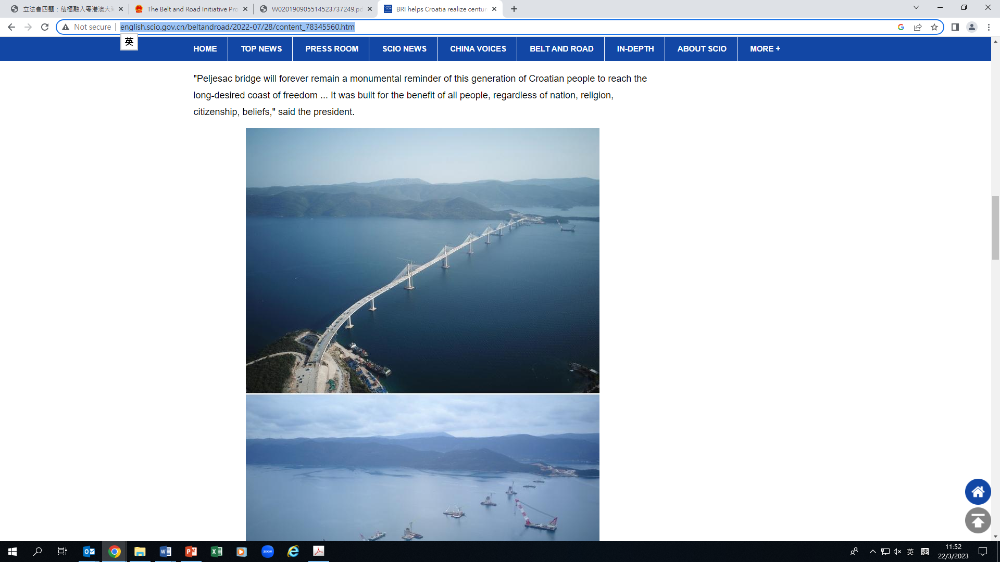 立法會四題：積極融入粵港澳大
The Belt and Road Initiative Pro
W020190905514523737249.pd
BRI helps Croatia realize centur
Not secure
english.scio.gov.cn/beltandroad/2022-07/28/content_78345560.htm
英
HOME
TOP NEWS
PRESS ROOM
SCIO NEWS
CHINA VOICES
BELT AND ROAD
IN-DEPTH
ABOUT SCIO
MORE +
"Peljesac bridge will forever remain a monumental reminder of this generation of Croatian people to reach the
long-desired coast of freedom ... It was built for the benefit of all people, regardless of nation, religion,
citizenship, beliefs," said the president.
zoom
英
11:52
22/3/2023